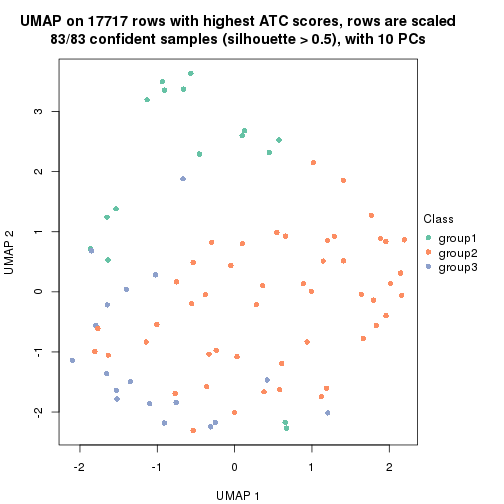 UMAP on 17717 rows with highest ATC scores, rows are scaled
83/83 confident samples (silhouette > 0.5), with 10 PCs
3
2
1
0
-1
-2
UMAP 2
-2
-1
0
1
2
UMAP 1
Class
group1
group2
group3